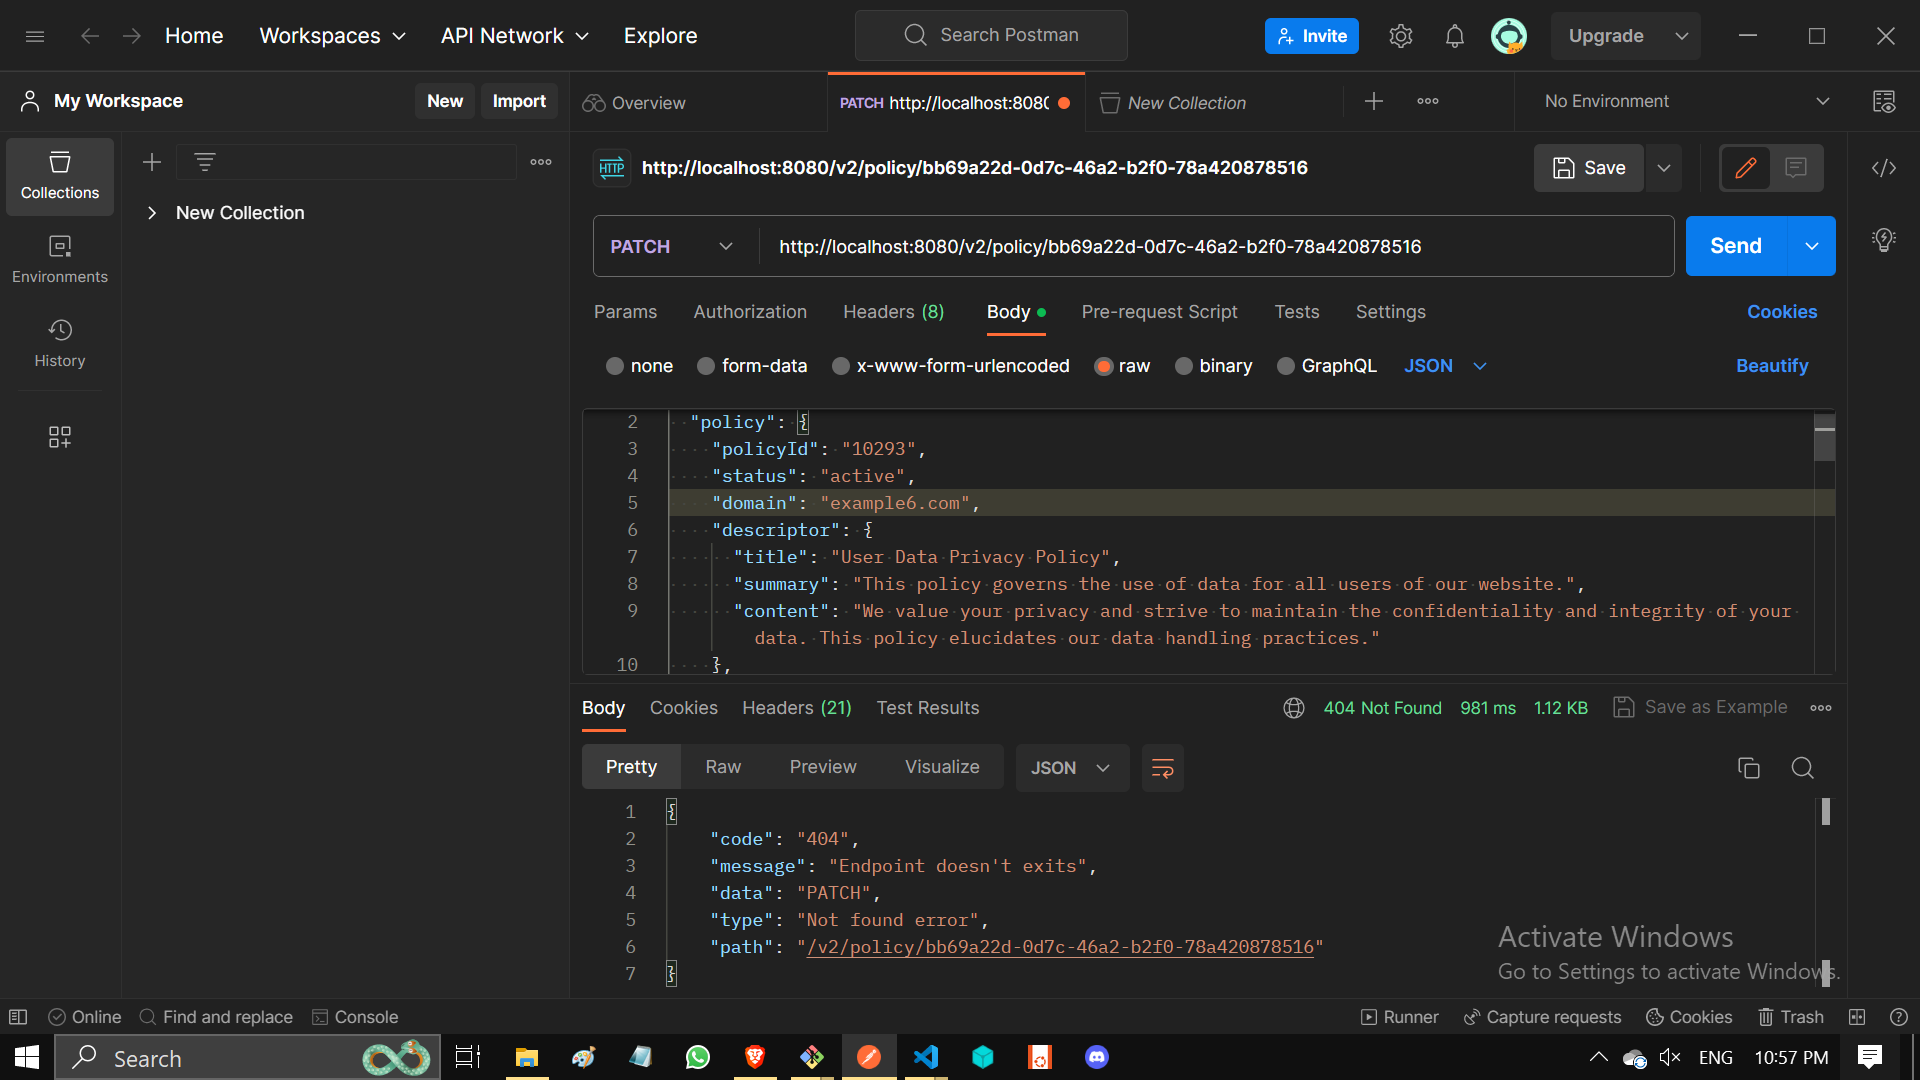 Home
Workspaces
API Network
Explore
Search Postman
Invite
Upgrade
My Workspace
New
Import
Overview
PATCH http://localhost:8080
New Collection
No Environment
Collections
New Collection
Environments
History
HTTP
http://localhost:8080/v2/policy/bb69a22d-0d7c-46a2-b2f0-78a420878516
Save
PATCH
http://localhost:8080/v2/policy/bb69a22d-0d7c-46a2-b2f0-78a420878516
Send
Params
Authorization
Headers (8)
Body
Pre-request Script
Tests
Settings
Cookies
none
form-data
x-www-form-urlencoded
raw
binary
GraphQL
JSON
Beautify
2 "policy": {
3 "policyId": "10293",
4 "status": "active",
5 "domain": "example6.com",
6 "descriptor": {
7 "title": "User Data Privacy Policy",
8 "summary": "This policy governs the use of data for all users of our website.",
9 "content": "We value your privacy and strive to maintain the confidentiality and integrity of your
data. This policy elucidates our data handling practices."
10 },
Body
Cookies
Headers (21)
Test Results
404 Not Found
981 ms
1.12 KB
Save as Example
Pretty
Raw
Preview
Visualize
JSON
1 {
2 "code": "404",
3 "message": "Endpoint doesn't exits",
4 "data": "PATCH",
5 "type": "Not found error",
6 "path": "/v2/policy/bb69a22d-0d7c-46a2-b2f0-78a420878516"
7 }
Activate Windows
Go to Settings to activate Windows.
Online
Find and replace
Console
Runner
Capture requests
Cookies
Trash
Search
ENG
10:57 PM